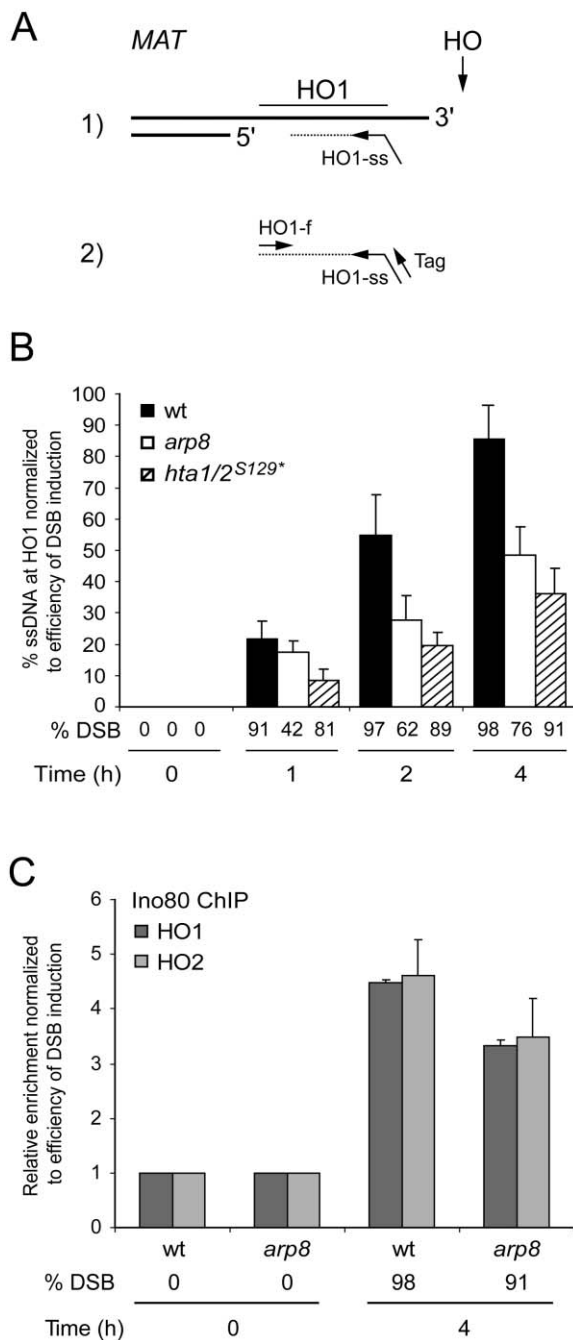 A
MAT
HO
HO1
1)
3'
5'
HO1-ss
HO1-f
2)
Tag
HO1-ss
B
% ssDNA at HO1 normalized
to efficiency of DSB induction
100
90
80
70
60
50
40
30
20
10
0
wt
arp8
hta1/2S129*
% DSB 0 0 0 91 42 81 97 62 89 98 76 91
Time (h) 0 1 2 4
C
Relative enrichment normalized
to efficiency of DSB induction
6
5
4
3
2
1
0
Ino80 ChIP
HO1
HO2
wt arp8 wt arp8
% DSB 0 0 98 91
Time (h) 0 4